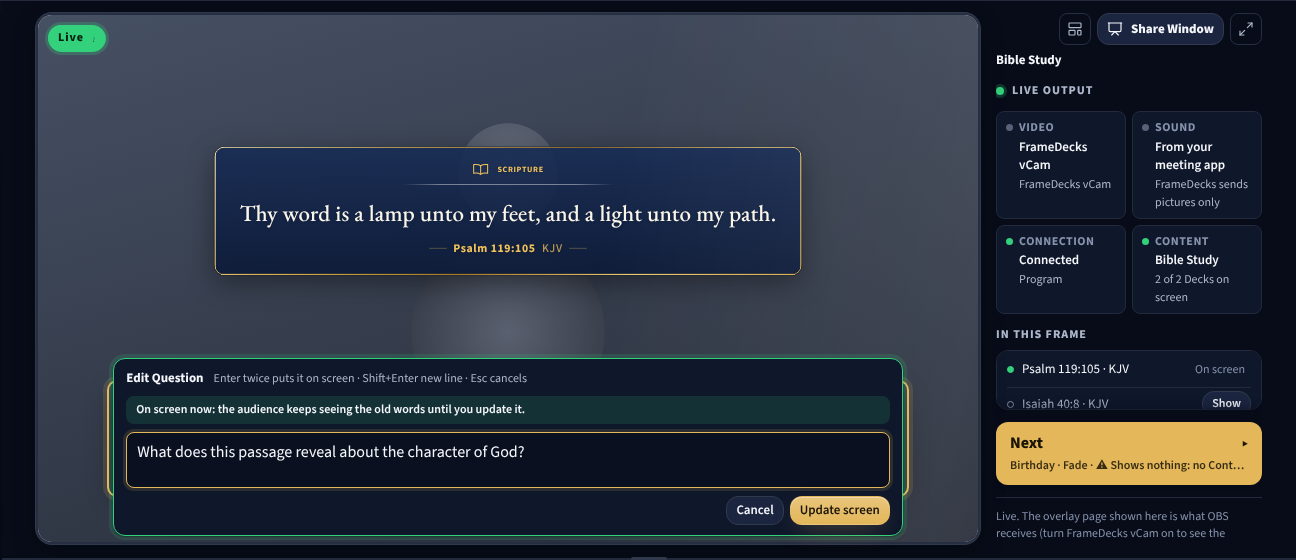 Live
Share Window
Bible Study
LIVE OUTPUT
VIDEO
FrameDecks
vCam
FrameDecks vCam
SOUND
From your
meeting app
FrameDecks sends
pictures only
CONNECTION
Connected
Program
CONTENT
Bible Study
2 of 2 Decks on
screen
IN THIS FRAME
Psalm 119:105 · KJV On screen
Isaiah 40:8 · KJV Show
Next
Birthday · Fade · ⚠ Shows nothing: no Cont…
Live. The overlay page shown here is what OBS
receives (turn FrameDecks vCam on to see the
SCRIPTURE
Thy word is a lamp unto my feet, and a light unto my path.
Psalm 119:105 KJV
Edit Question Enter twice puts it on screen · Shift+Enter new line · Esc cancels
On screen now: the audience keeps seeing the old words until you update it.
What does this passage reveal about the character of God?
Cancel Update screen